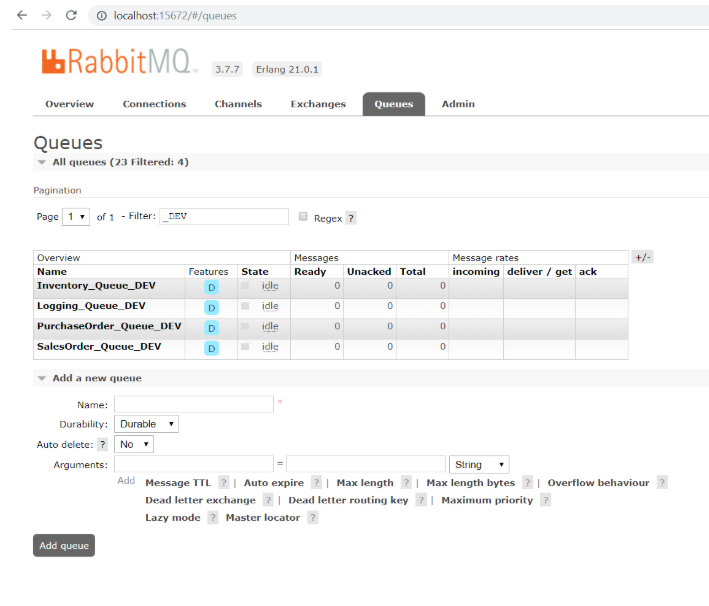 localhost:15672/#/queues
RabbitMQ 3.7.7 Erlang 21.0.1
Overview Connections Channels Exchanges Queues Admin
Queues
All queues (23 Filtered: 4)
Pagination
Page 1 of 1 - Filter: _DEV Regex ?
Overview Messages Message rates +/-
Name Features State Ready Unacked Total incoming deliver / get ack
Inventory_Queue_DEV D idle 0 0 0
Logging_Queue_DEV D idle 0 0 0
PurchaseOrder_Queue_DEV D idle 0 0 0
SalesOrder_Queue_DEV D idle 0 0 0
Add a new queue
Name: *
Durability: Durable
Auto delete: ? No
Arguments: = String
Add Message TTL ? | Auto expire ? | Max length ? | Max length bytes ? | Overflow behaviour ?
Dead letter exchange ? | Dead letter routing key ? | Maximum priority ?
Lazy mode ? Master locator ?
Add queue